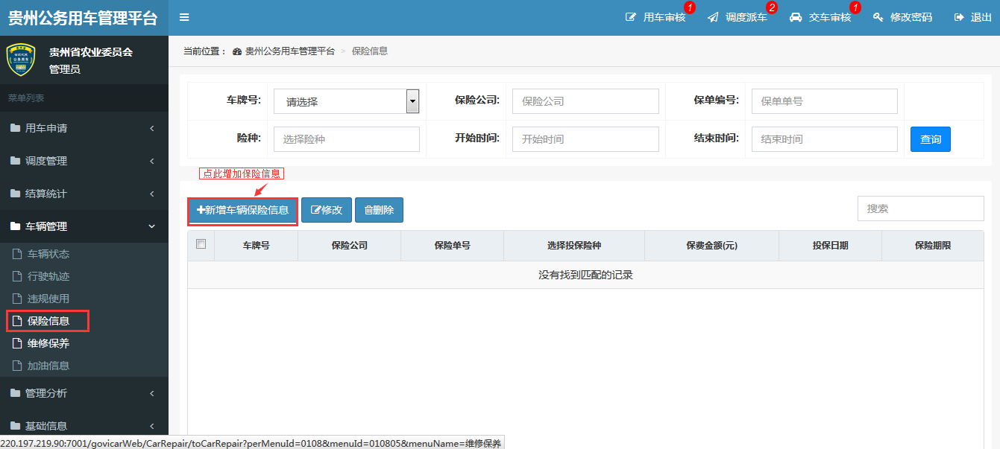 贵州公务用车管理平台
用车审核 1
调度派车 2
交车审核 1
修改密码
退出
贵州省农业委员会
管理员
当前位置： 贵州公务用车管理平台 > 保险信息
菜单列表
用车申请
调度管理
结算统计
车辆管理
车辆状态
行驶轨迹
违规使用
保险信息
维修保养
加油信息
管理分析
基础信息
车牌号: 请选择 保险公司: 保险公司 保单编号: 保单单号
险种: 选择险种 开始时间: 开始时间 结束时间: 结束时间 查询
点此增加保险信息
新增车辆保险信息 修改 删除 搜索
车牌号 保险公司 保险单号 选择投保险种 保费金额(元) 投保日期 保险期限
没有找到匹配的记录
220.197.219.90:7001/govicarWeb/CarRepair/toCarRepair?perMenuId=0108&menuId=010805&menuName=维修保养